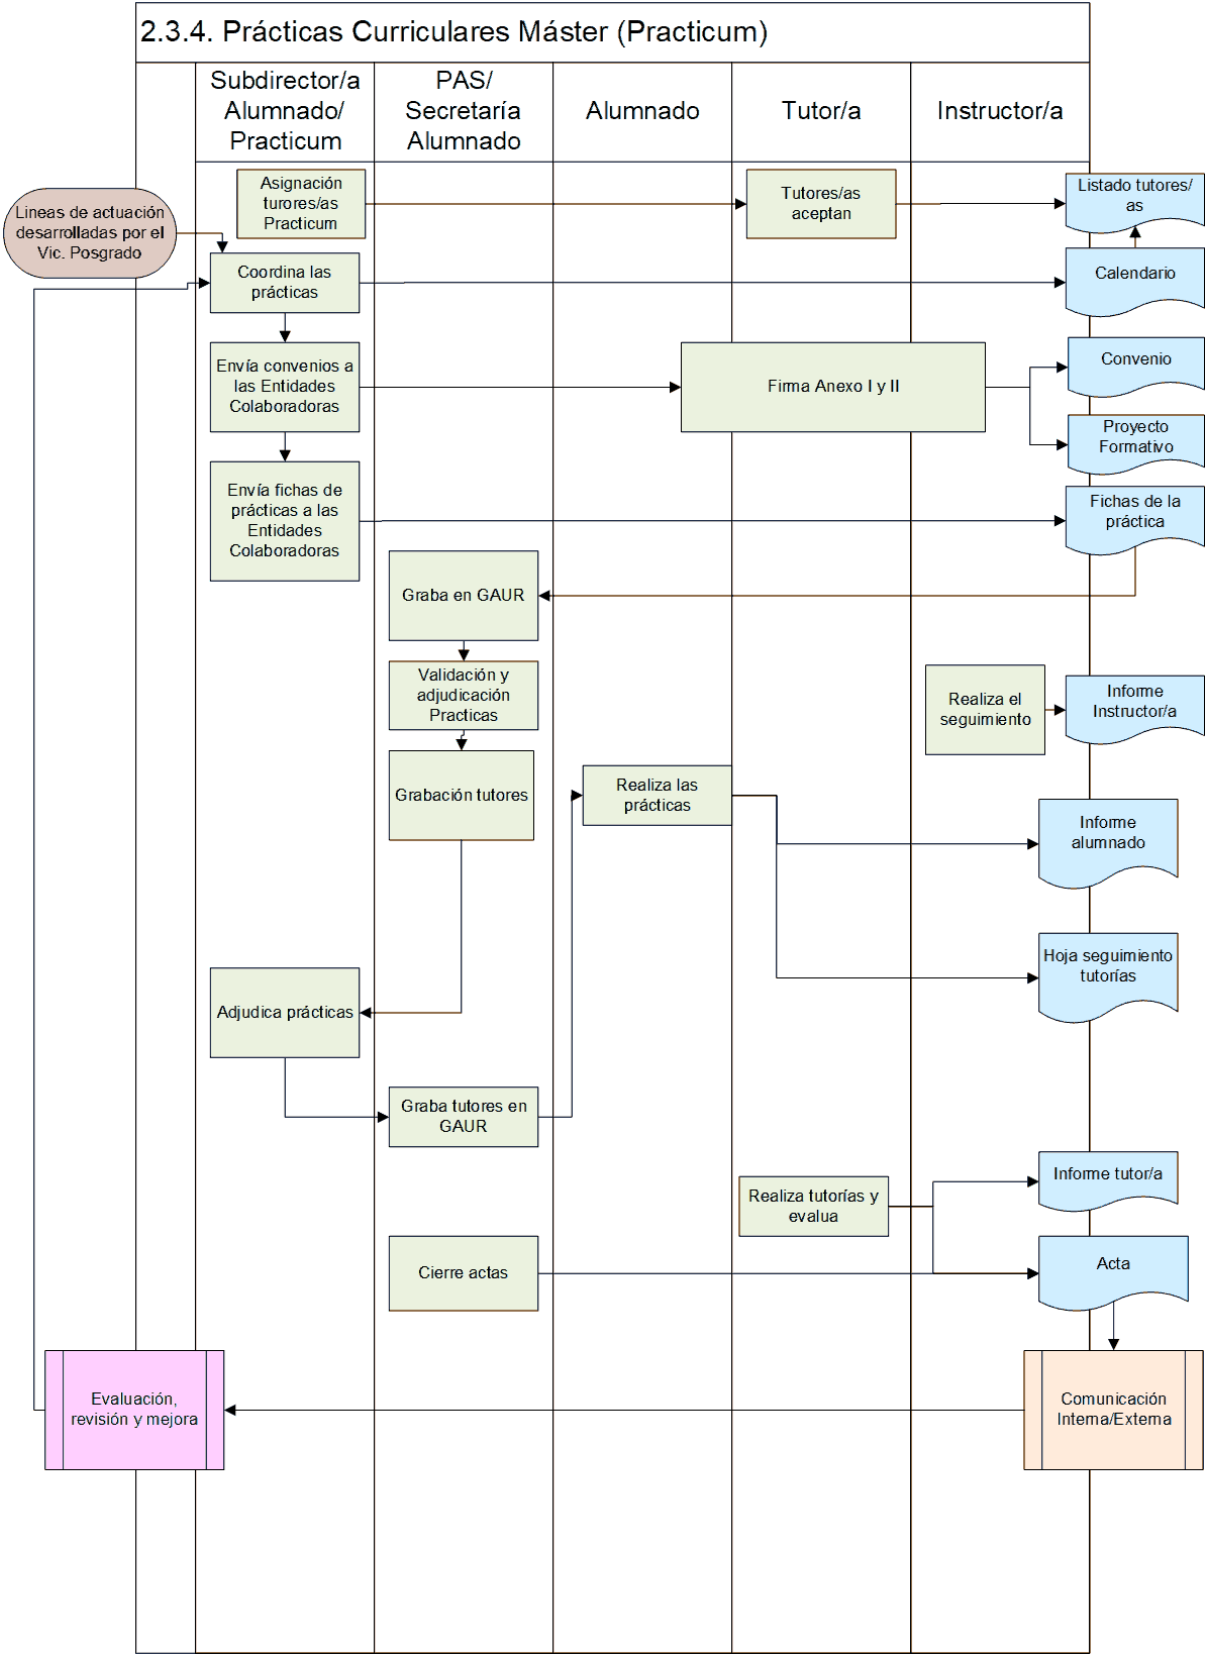 2.3.4. Prácticas Curriculares Máster (Practicum)
Subdirector/a
Alumnado/
Practicum
PAS/
Secretaría
Alumnado
Alumnado
Tutor/a
Instructor/a
Lineas de actuación
desarrolladas por el
Vic. Posgrado
Asignación
turores/as
Practicum
Tutores/as
aceptan
Listado tutores/
as
Coordina las
prácticas
Calendario
Envía convenios a
las Entidades
Colaboradoras
Firma Anexo I y II
Convenio
Proyecto
Formativo
Envía fichas de
prácticas a las
Entidades
Colaboradoras
Fichas de la
práctica
Graba en GAUR
Validación y
adjudicación
Practicas
Realiza el
seguimiento
Informe
Instructor/a
Grabación tutores
Realiza las
prácticas
Informe
alumnado
Hoja seguimiento
tutorías
Adjudica prácticas
Graba tutores en
GAUR
Realiza tutorías y
evalua
Informe tutor/a
Cierre actas
Acta
Evaluación,
revisión y mejora
Comunicación
Interna/Externa